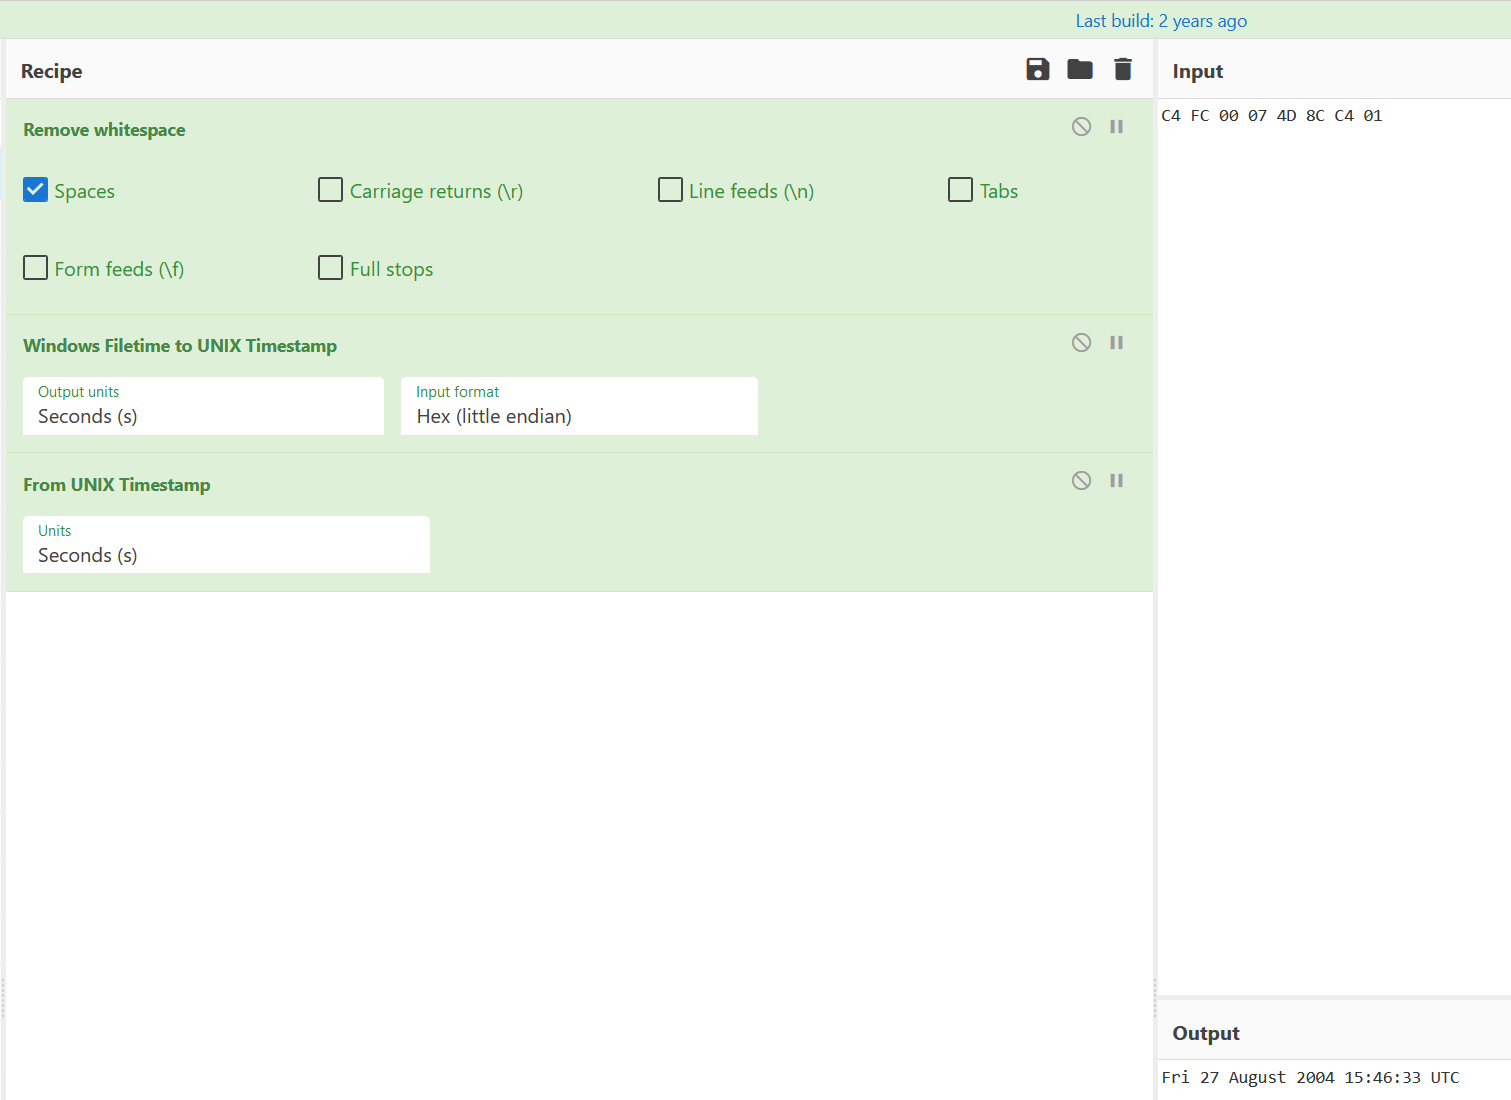 Last build: 2 years ago
Recipe
Remove whitespace
Spaces
Carriage returns (\r)
Line feeds (\n)
Tabs
Form feeds (\f)
Full stops
Windows Filetime to UNIX Timestamp
Output units
Seconds (s)
Input format
Hex (little endian)
From UNIX Timestamp
Units
Seconds (s)
Input
C4 FC 00 07 4D 8C C4 01
Output
Fri 27 August 2004 15:46:33 UTC